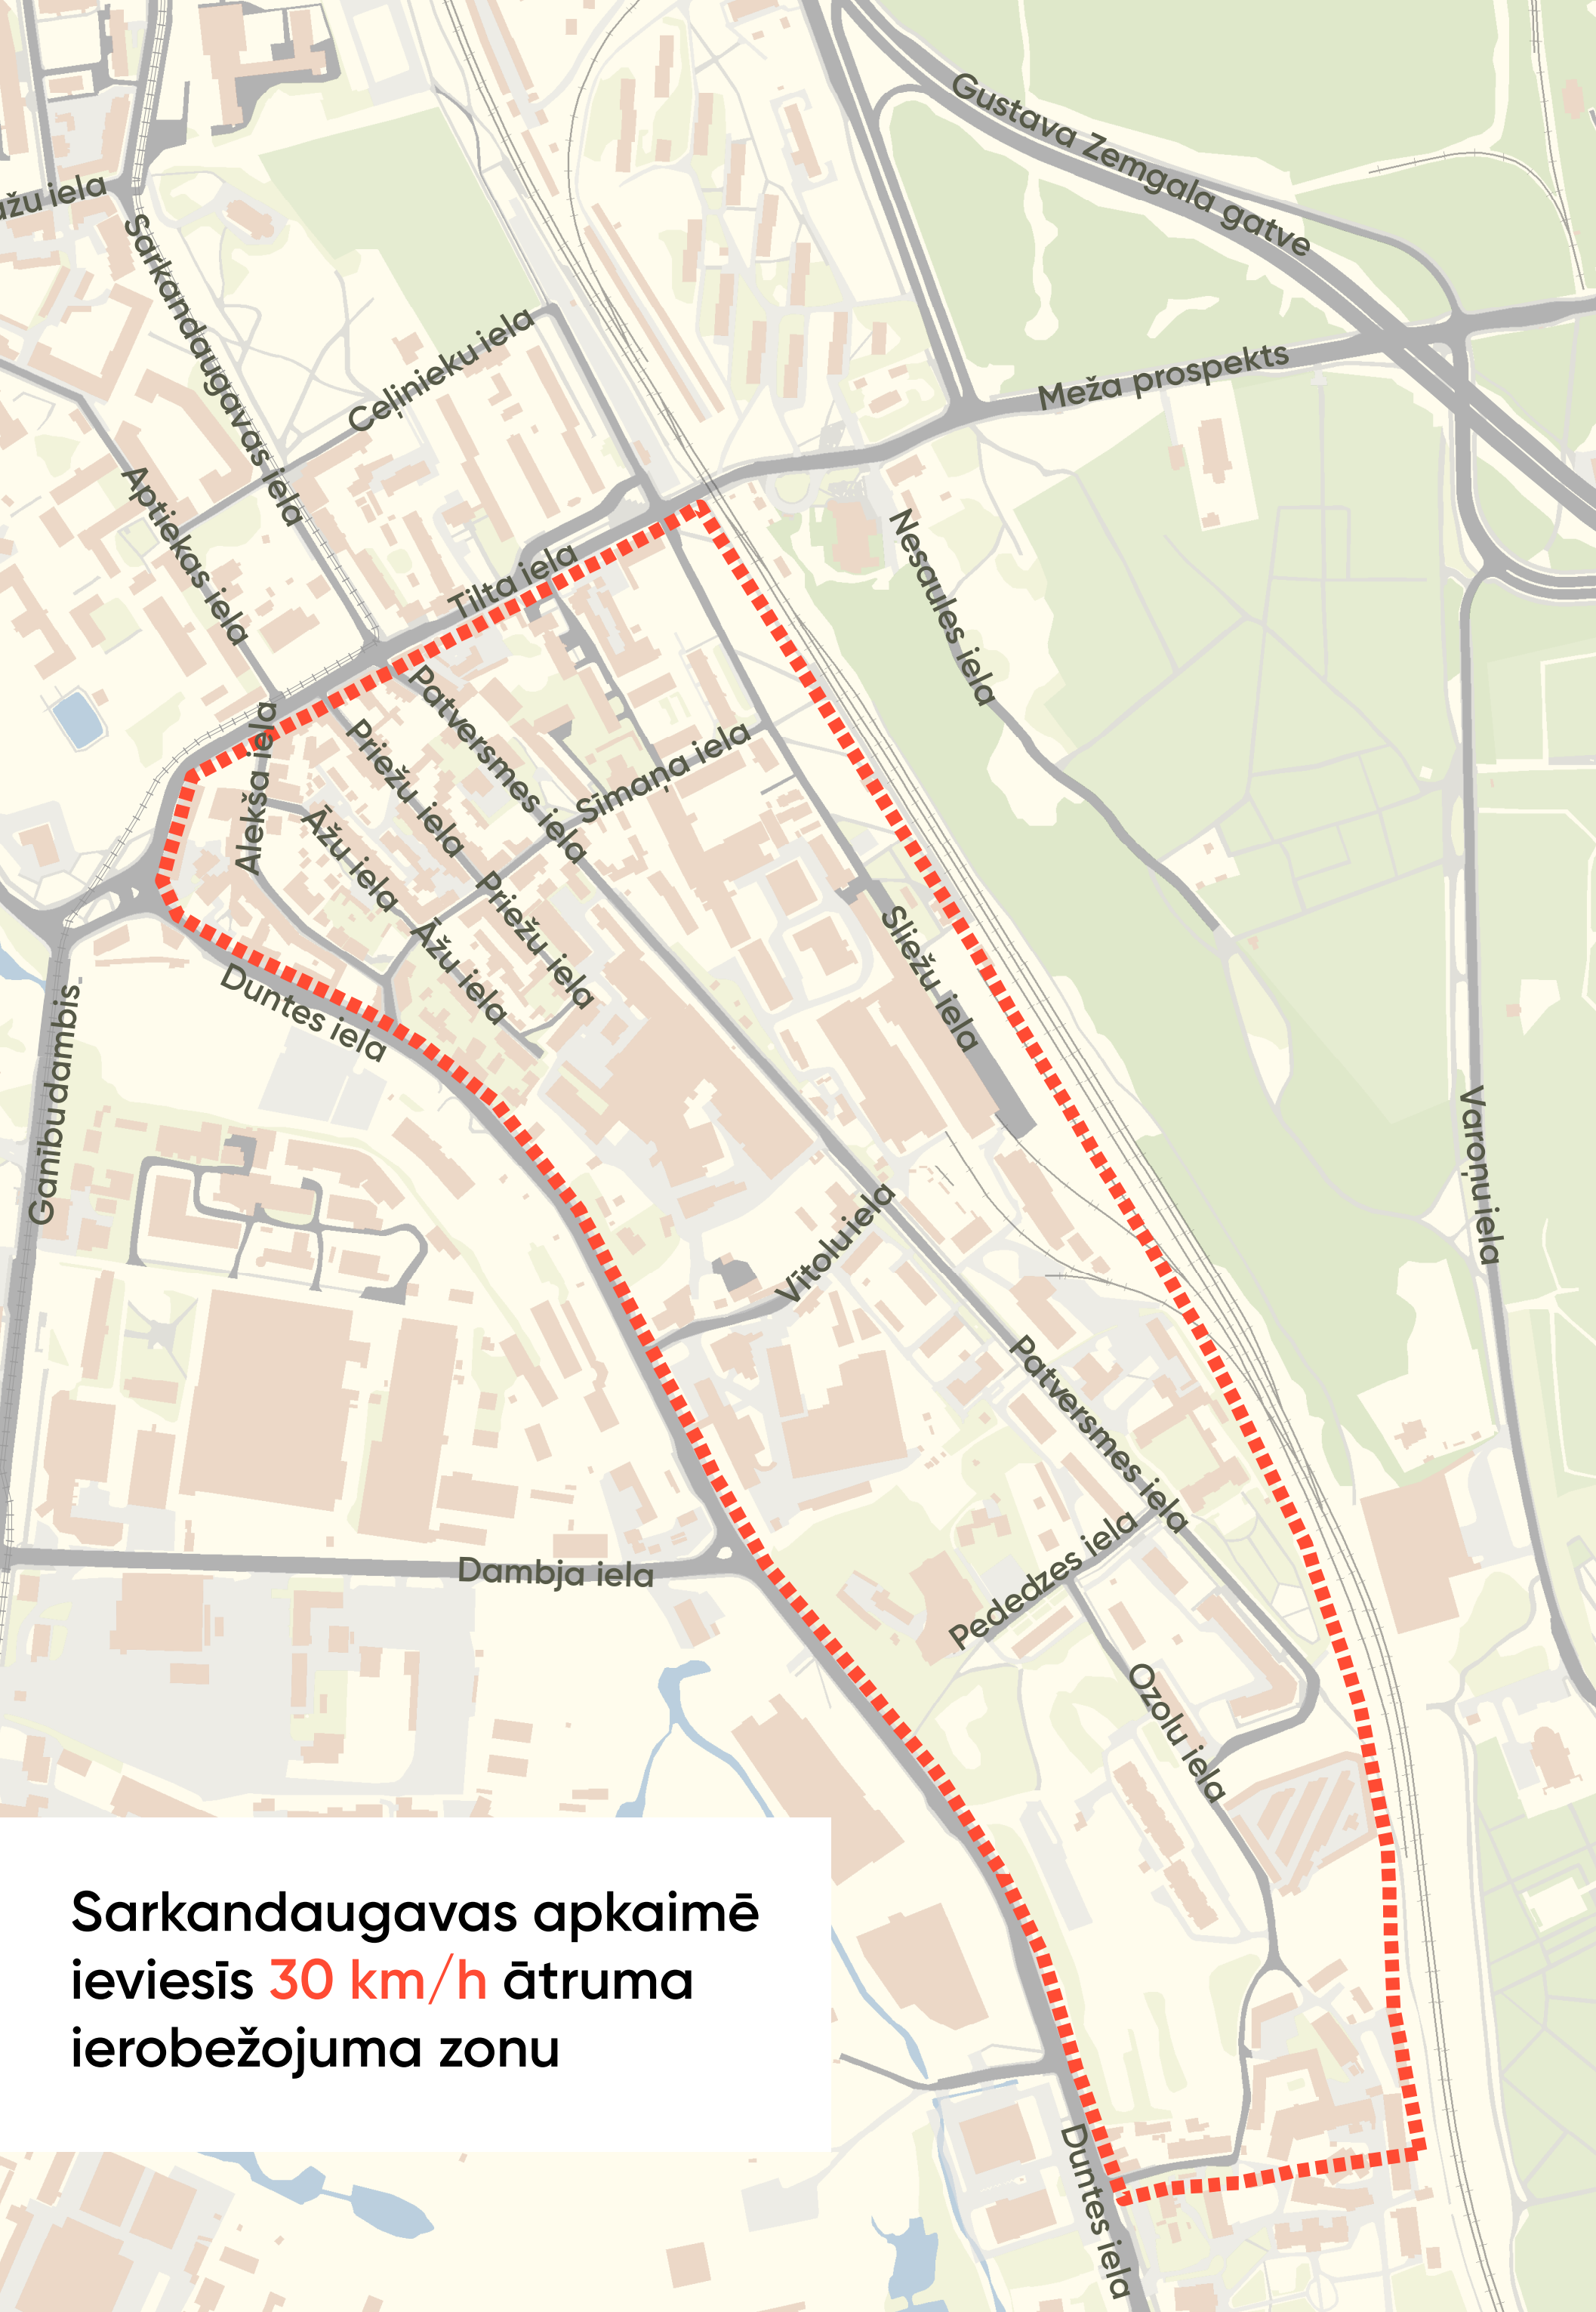 Gustava Zemgala gatve
ažu iela
Sarkandaugavas iela
Ceļinieku iela
Meža prospekts
Aptiekas iela
Tilta iela
Nesaules iela
Alekša iela
Patversmes iela
Priežu iela
Sīmaņa iela
Āžu iela
Priežu iela
Āžu iela
Sliežu iela
Duntes iela
Ganību dambis
Varoņu iela
Vītolu iela
Patversmes iela
Dambja iela
Pededzes iela
Ozolu iela
Sarkandaugavas apkaimē
ieviesīs 30 km/h ātruma
ierobežojuma zonu
Duntes iela